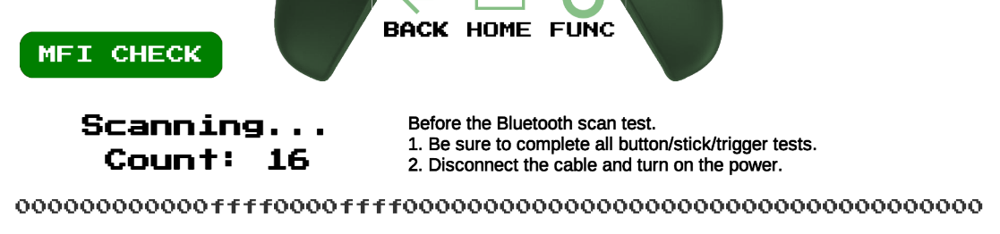 BACK HOME FUNC
MFI CHECK
Scanning...
Count: 16
Before the Bluetooth scan test.
1. Be sure to complete all button/stick/trigger tests.
2. Disconnect the cable and turn on the power.
000000000000ffff0000ffff000000000000000000000000000000000000